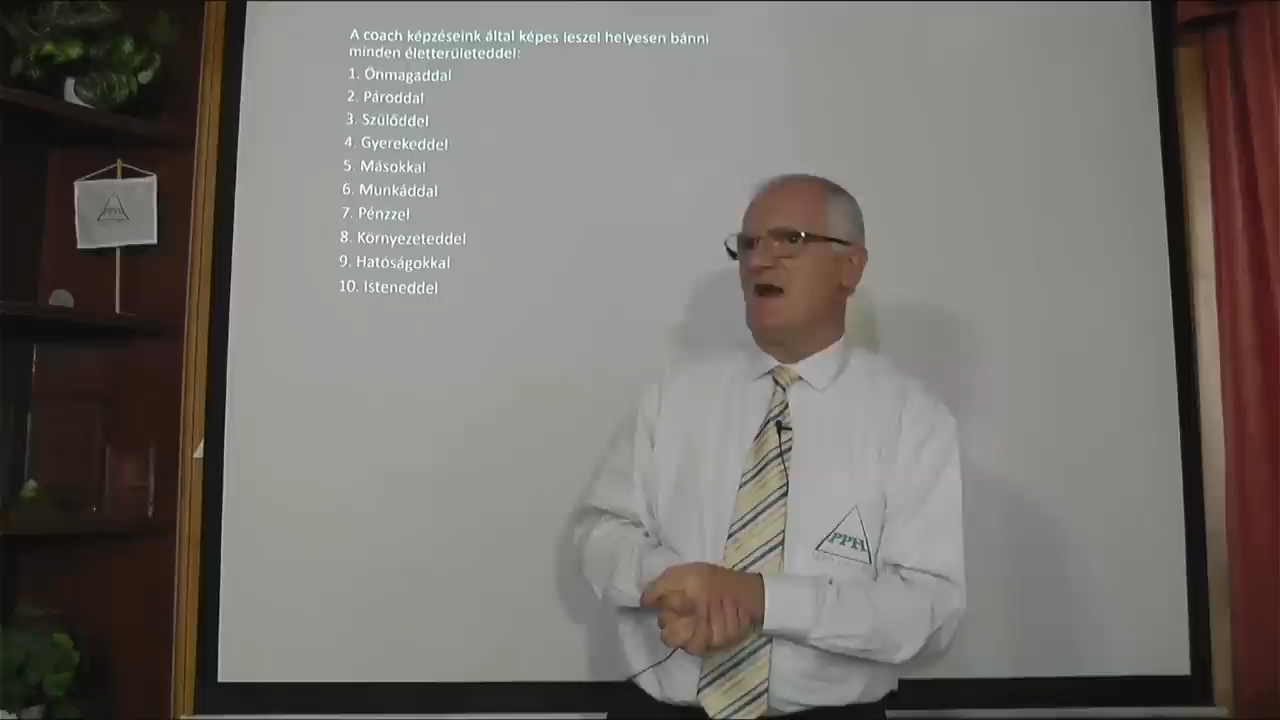 A coach képzéseink által képes leszel helyesen bánni
minden életterületeddel:
1. Önmagaddal
2. Pároddal
3. Szülőddel
4. Gyerekeddel
5. Másokkal
6. Munkáddal
7. Pénzzel
8. Környezeteddel
9. Hatóságokkal
10. Isteneddel
PPH
PPH